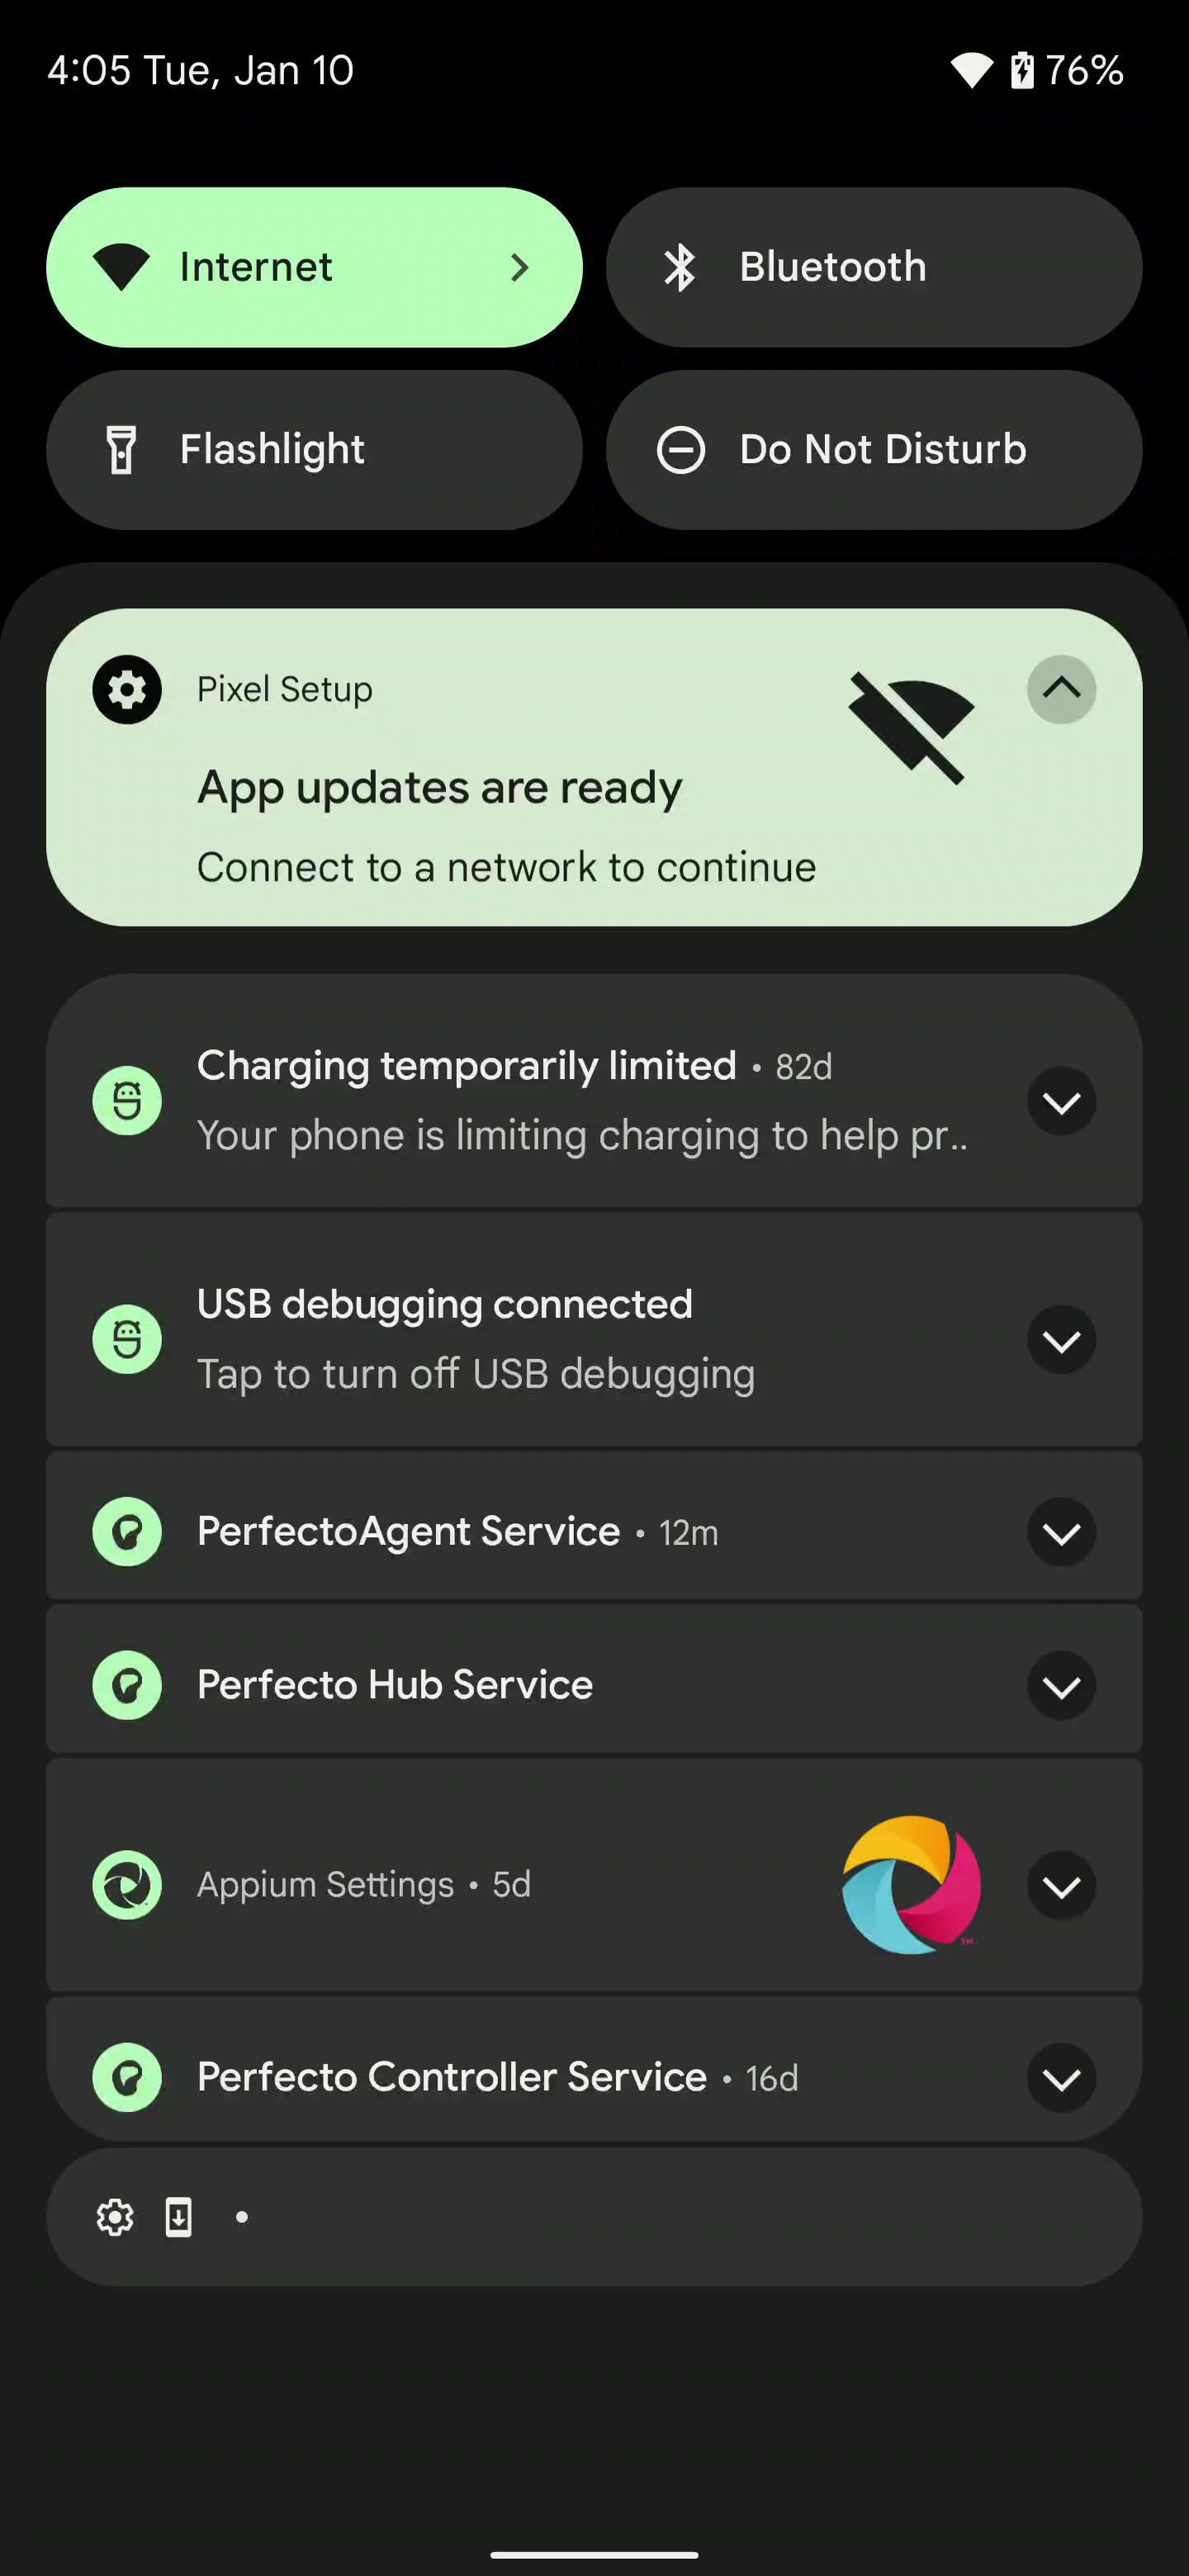 4:05 Tue, Jan 10
76%
Internet
Bluetooth
Flashlight
Do Not Disturb
Pixel Setup
App updates are ready
Connect to a network to continue
Charging temporarily limited • 82d
Your phone is limiting charging to help pr..
USB debugging connected
Tap to turn off USB debugging
PerfectoAgent Service • 12m
Perfecto Hub Service
Appium Settings • 5d
TM
Perfecto Controller Service • 16d